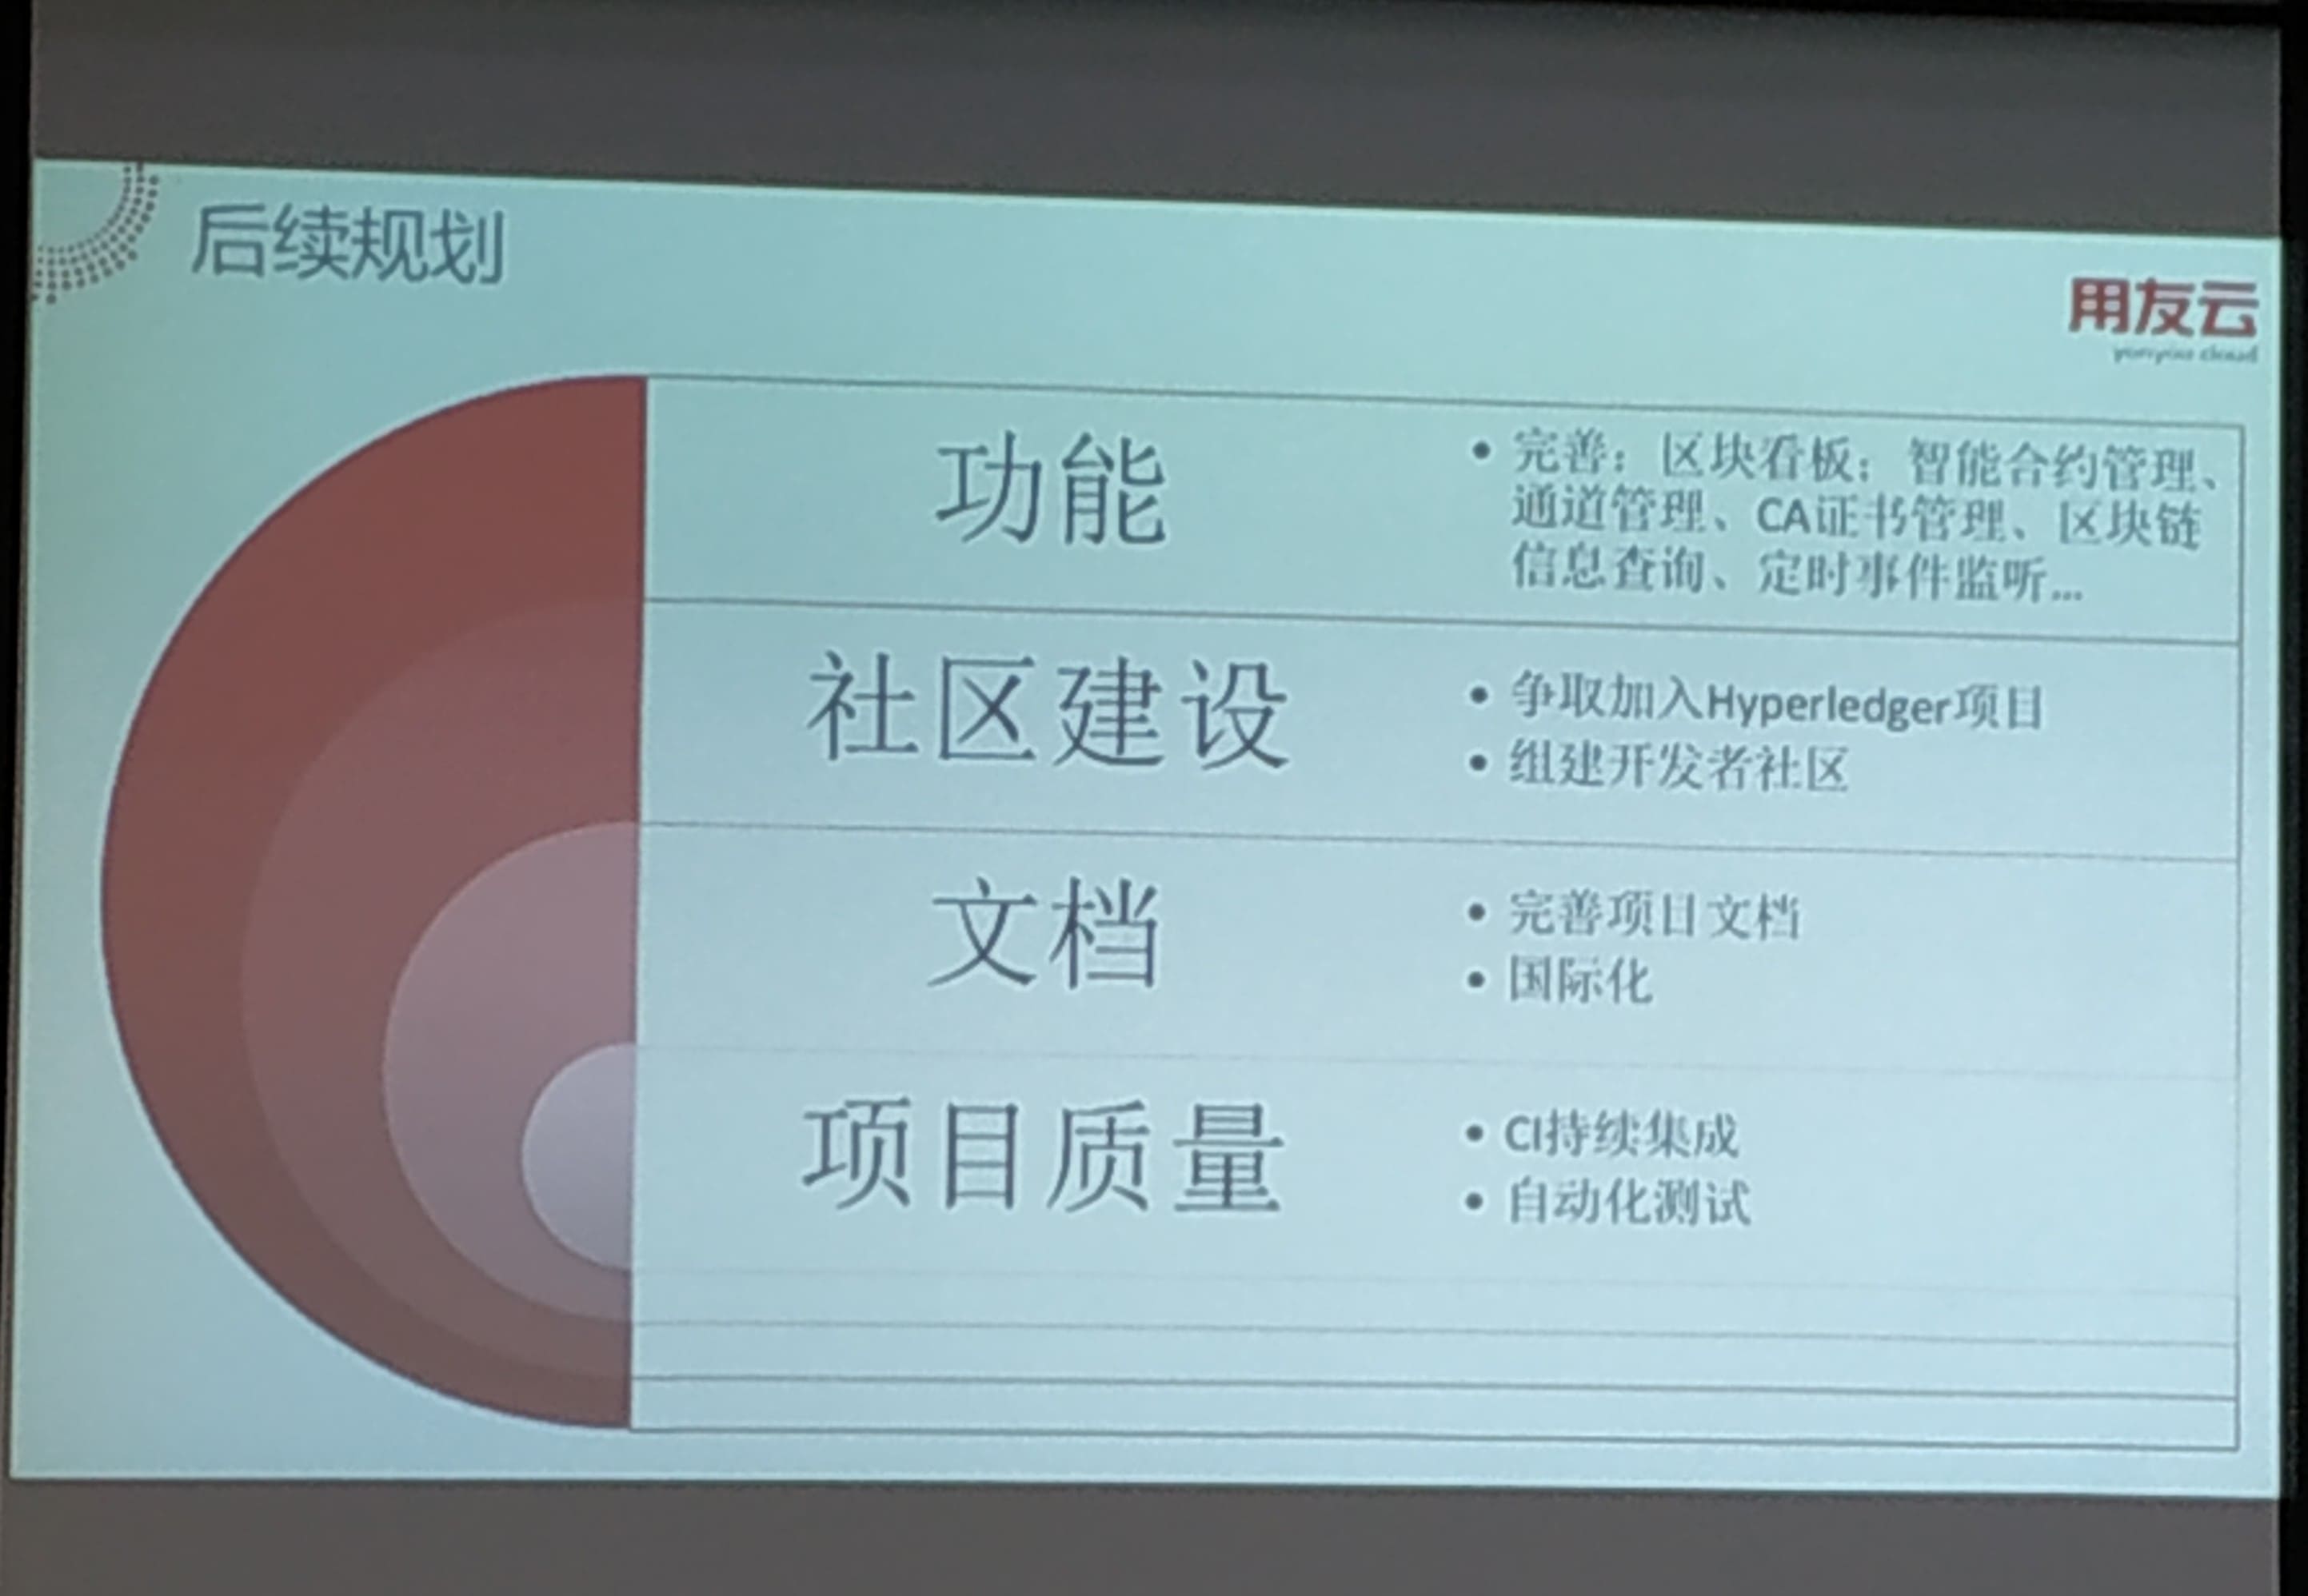 后续规划
用友云
yonyou cloud
功能
• 完善：区块看板；智能合约管理、
通道管理、CA证书管理、区块链
信息查询、定时事件监听...
社区建设
• 争取加入Hyperledger项目
• 组建开发者社区
文档
• 完善项目文档
• 国际化
项目质量
• CI持续集成
• 自动化测试